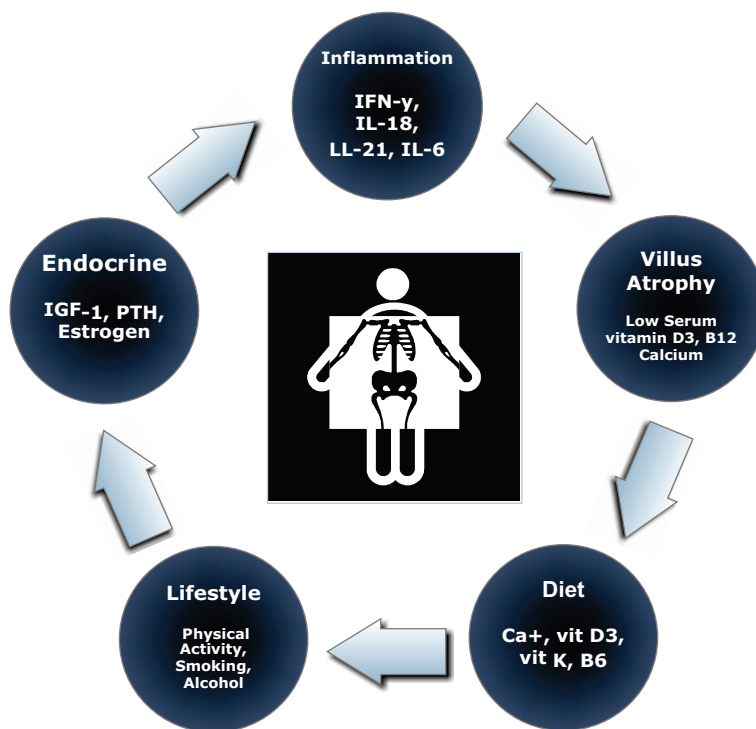 Inflammation
IFN-y,
IL-18,
LL-21, IL-6
Villus
Atrophy
Low Serum
vitamin D3, B12
Calcium
Diet
Ca+, vit D3,
vit K, B6
Lifestyle
Physical
Activity,
Smoking,
Alcohol
Endocrine
IGF-1, PTH,
Estrogen